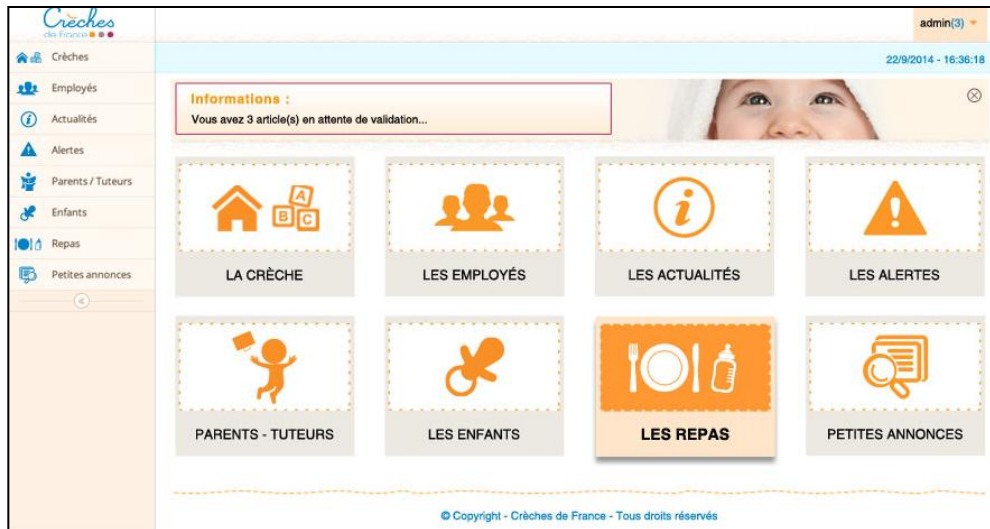 Crèches
de France
admin(3)
Crèches
22/9/2014 - 16:36:18
Employés
Actualités
Alertes
Parents / Tuteurs
Enfants
Repas
Petites annonces
Informations :
Vous avez 3 article(s) en attente de validation...
A
B C
LA CRÈCHE
LES EMPLOYÉS
i
LES ACTUALITÉS
LES ALERTES
PARENTS - TUTEURS
LES ENFANTS
LES REPAS
PETITES ANNONCES
© Copyright - Crèches de France - Tous droits réservés